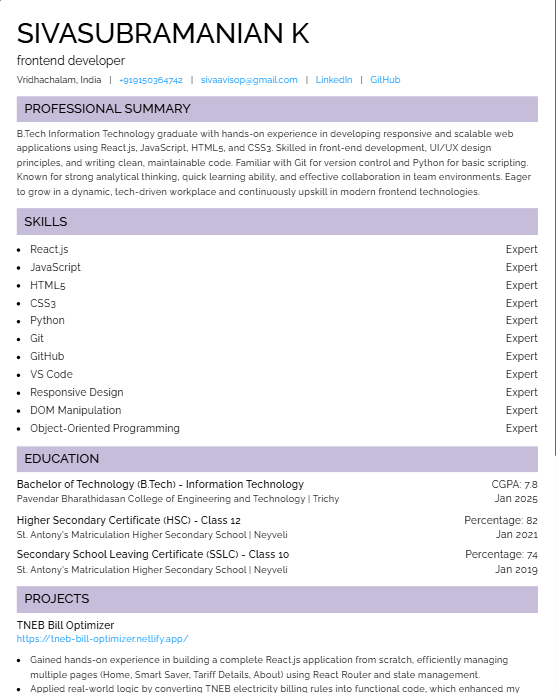 SIVASUBRAMANIAN K
frontend developer
Vridhachalam, India | +919150364742 | sivaavisop@gmail.com | LinkedIn | GitHub
PROFESSIONAL SUMMARY
B.Tech Information Technology graduate with hands-on experience in developing responsive and scalable web
applications using React.js, JavaScript, HTML5, and CSS3. Skilled in front-end development, UI/UX design
principles, and writing clean, maintainable code. Familiar with Git for version control and Python for basic scripting.
Known for strong analytical thinking, quick learning ability, and effective collaboration in team environments. Eager
to grow in a dynamic, tech-driven workplace and continuously upskill in modern frontend technologies.
SKILLS
• React.js Expert
• JavaScript Expert
• HTML5 Expert
• CSS3 Expert
• Python Expert
• Git Expert
• GitHub Expert
• VS Code Expert
• Responsive Design Expert
• DOM Manipulation Expert
• Object-Oriented Programming Expert
EDUCATION
Bachelor of Technology (B.Tech) - Information Technology CGPA: 7.8
Pavendar Bharathidasan College of Engineering and Technology | Trichy Jan 2025
Higher Secondary Certificate (HSC) - Class 12 Percentage: 82
St. Antony's Matriculation Higher Secondary School | Neyveli Jan 2021
Secondary School Leaving Certificate (SSLC) - Class 10 Percentage: 74
St. Antony's Matriculation Higher Secondary School | Neyveli Jan 2019
PROJECTS
TNEB Bill Optimizer
https://tneb-bill-optimizer.netlify.app/
• Gained hands-on experience in building a complete React.js application from scratch, efficiently managing
multiple pages (Home, Smart Saver, Tariff Details, About) using React Router and state management.
• Applied real-world logic by converting TNEB electricity billing rules into functional code, which enhanced my